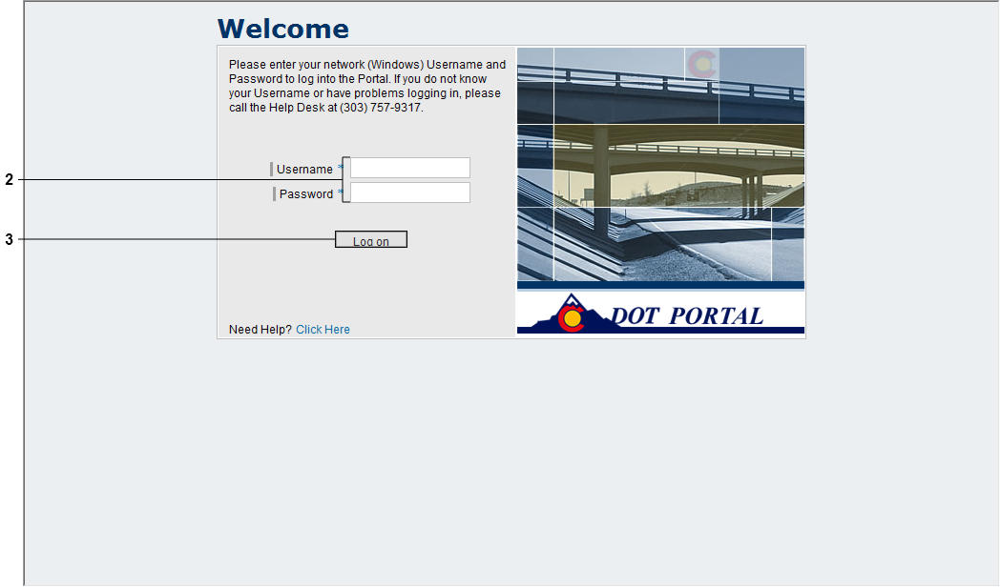 Welcome
Please enter your network (Windows) Username and
Password to log into the Portal. If you do not know
your Username or have problems logging in, please
call the Help Desk at (303) 757-9317.
2
Username *
Password *
3
Log on
Need Help? Click Here
DOT PORTAL